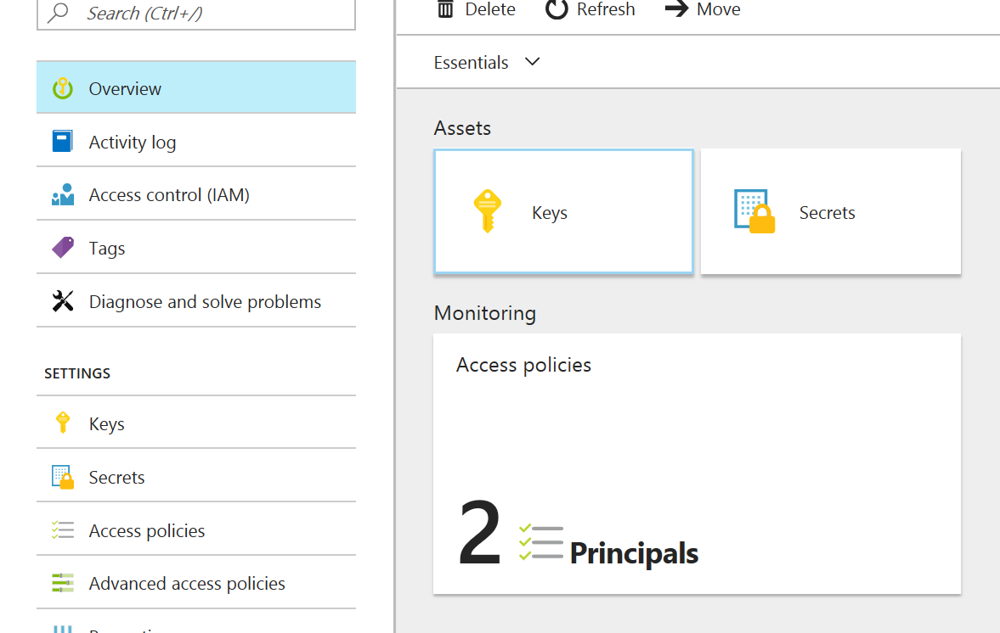 Search (Ctrl+/)
Overview
Activity log
Access control (IAM)
Tags
Diagnose and solve problems
SETTINGS
Keys
Secrets
Access policies
Advanced access policies
Delete
Refresh
Move
Essentials
Assets
Keys
Secrets
Monitoring
Access policies
2
Principals